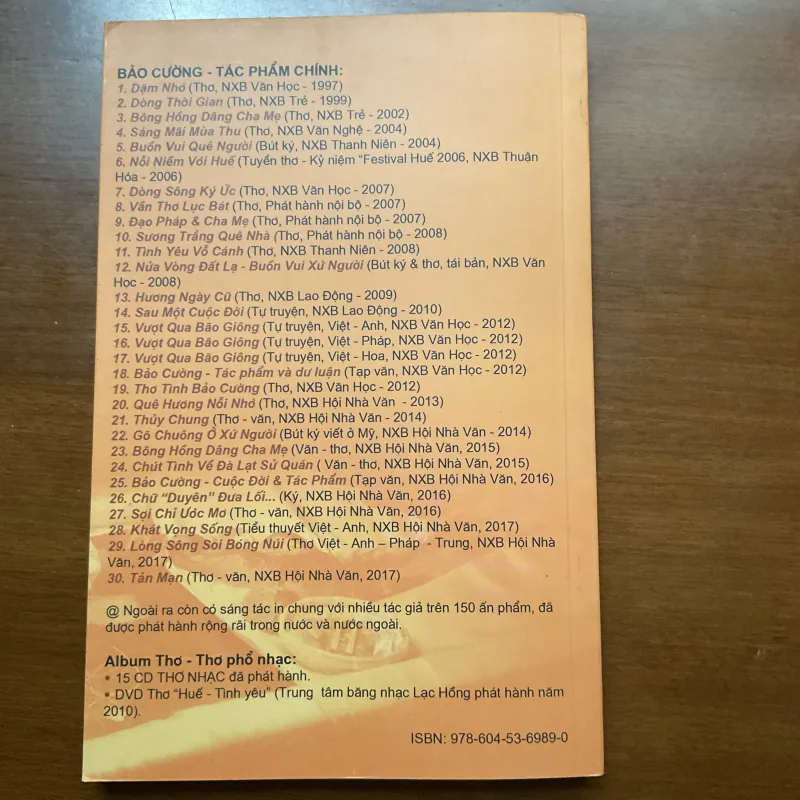 BẢO CƯỜNG - TÁC PHẨM CHÍNH:
1. Dặm Nhớ (Thơ, NXB Văn Học - 1997)
2. Dòng Thời Gian (Thơ, NXB Trẻ - 1999)
3. Bông Hồng Dâng Cha Mẹ (Thơ, NXB Trẻ - 2002)
4. Sáng Mãi Mùa Thu (Thơ, NXB Văn Nghệ - 2004)
5. Buồn Vui Quê Người (Bút ký, NXB Thanh Niên - 2004)
6. Nỗi Niềm Với Huế (Tuyển thơ - Kỷ niệm “Festival Huế 2006, NXB Thuận
Hóa - 2006)
7. Dòng Sông Ký Ức (Thơ, NXB Văn Học - 2007)
8. Vần Thơ Lục Bát (Thơ, Phát hành nội bộ - 2007)
9. Đạo Pháp & Cha Mẹ (Thơ, Phát hành nội bộ - 2007)
10. Sương Trắng Quê Nhà (Thơ, Phát hành nội bộ - 2008)
11. Tình Yêu Vỗ Cánh (Thơ, NXB Thanh Niên - 2008)
12. Nửa Vòng Đất Lạ - Buồn Vui Xứ Người (Bút ký & thơ, tái bản, NXB Văn
Học - 2008)
13. Hương Ngày Cũ (Thơ, NXB Lao Động - 2009)
14. Sau Một Cuộc Đời (Tự truyện, NXB Lao Động - 2010)
15. Vượt Qua Bão Giông (Tự truyện, Việt - Anh, NXB Văn Học - 2012)
16. Vượt Qua Bão Giông (Tự truyện, Việt - Pháp, NXB Văn Học - 2012)
17. Vượt Qua Bão Giông (Tự truyện, Việt - Hoa, NXB Văn Học - 2012)
18. Bảo Cường - Tác phẩm và dư luận (Tạp văn, NXB Văn Học - 2012)
19. Thơ Tình Bảo Cường (Thơ, NXB Văn Học - 2012)
20. Quê Hương Nỗi Nhớ (Thơ, NXB Hội Nhà Văn - 2013)
21. Thủy Chung (Thơ - văn, NXB Hội Nhà Văn - 2014)
22. Gõ Chuông Ở Xứ Người (Bút ký viết ở Mỹ, NXB Hội Nhà Văn - 2014)
23. Bông Hồng Dâng Cha Mẹ (Văn - thơ, NXB Hội Nhà Văn, 2015)
24. Chút Tình Về Đà Lạt Sử Quán ( Văn - thơ, NXB Hội Nhà Văn, 2015)
25. Bảo Cường - Cuộc Đời & Tác Phẩm (Tạp văn, NXB Hội Nhà Văn, 2016)
26. Chữ “Duyên” Đưa Lối... (Ký, NXB Hội Nhà Văn, 2016)
27. Sợi Chỉ Ước Mơ (Thơ - văn, NXB Hội Nhà Văn, 2016)
28. Khát Vọng Sống (Tiểu thuyết Việt - Anh, NXB Hội Nhà Văn, 2017)
29. Lòng Sông Soi Bóng Núi (Thơ Việt - Anh – Pháp - Trung, NXB Hội Nhà
Văn, 2017)
30. Tản Mạn (Thơ - văn, NXB Hội Nhà Văn, 2017)
@ Ngoài ra còn có sáng tác in chung với nhiều tác giả trên 150 ấn phẩm, đã
được phát hành rộng rãi trong nước và nước ngoài.
Album Thơ - Thơ phổ nhạc:
• 15 CD THƠ NHẠC đã phát hành.
• DVD Thơ “Huế - Tình yêu” (Trung tâm băng nhạc Lạc Hồng phát hành năm
2010).
ISBN: 978-604-53-6989-0